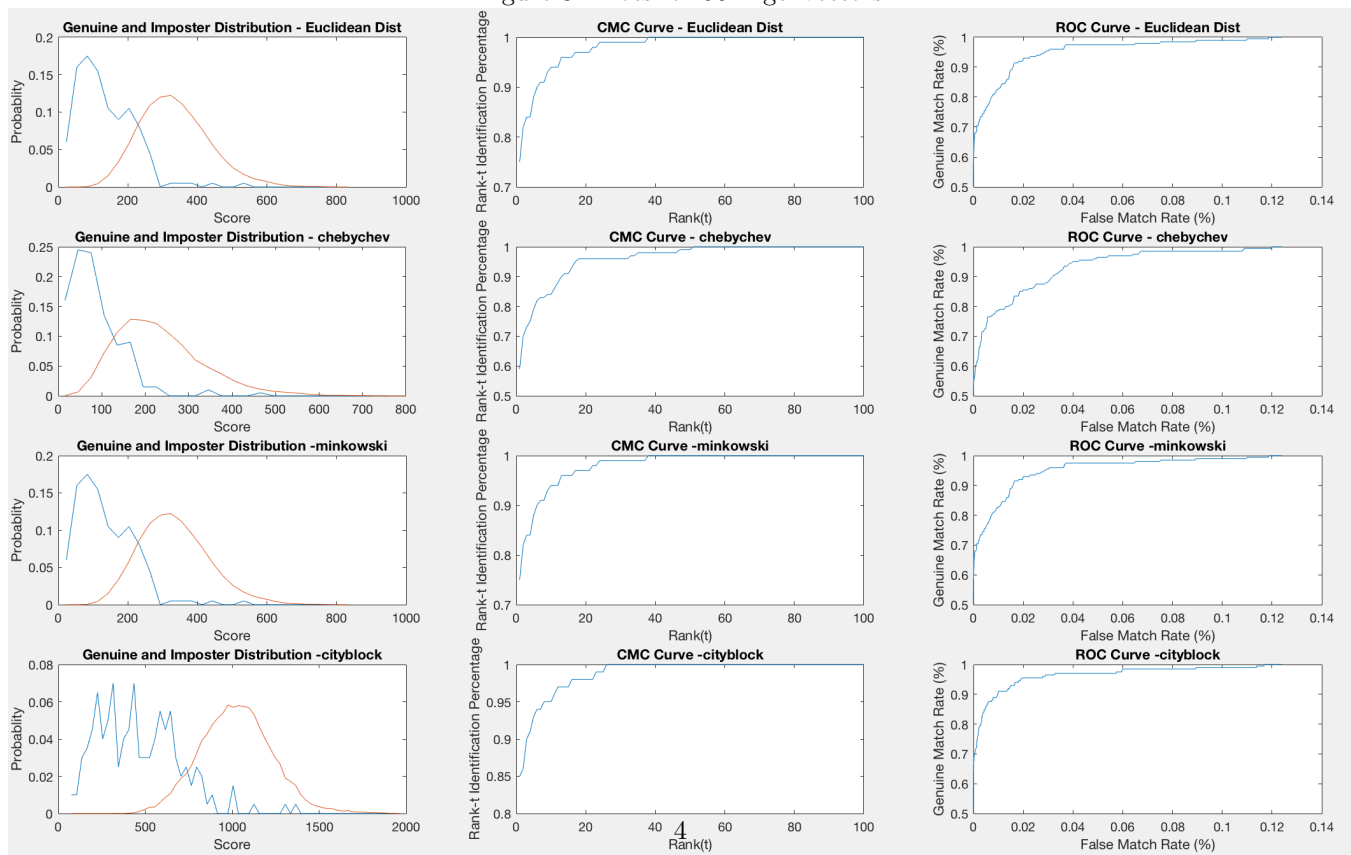 Genuine and Imposter Distribution - Euclidean Dist
Probablity
0.2
0.15
0.1
0.05
0
0 200 400 600 800 1000
Score
CMC Curve - Euclidean Dist
Rank-t Identification Percentage
1
0.9
0.8
0.7
0 20 40 60 80 100
Rank(t)
ROC Curve - Euclidean Dist
Genuine Match Rate (%)
1
0.9
0.8
0.7
0.6
0.5
0 0.02 0.04 0.06 0.08 0.1 0.12 0.14
False Match Rate (%)
Genuine and Imposter Distribution - chebychev
Probablity
0.25
0.2
0.15
0.1
0.05
0
0 100 200 300 400 500 600 700 800
Score
CMC Curve - chebychev
Rank-t Identification Percentage
1
0.9
0.8
0.7
0.6
0.5
0 20 40 60 80 100
Rank(t)
ROC Curve - chebychev
Genuine Match Rate (%)
1
0.9
0.8
0.7
0.6
0.5
0 0.02 0.04 0.06 0.08 0.1 0.12 0.14
False Match Rate (%)
Genuine and Imposter Distribution -minkowski
Probablity
0.2
0.15
0.1
0.05
0
0 200 400 600 800 1000
Score
CMC Curve -minkowski
Rank-t Identification Percentage
1
0.9
0.8
0.7
0 20 40 60 80 100
Rank(t)
ROC Curve -minkowski
Genuine Match Rate (%)
1
0.9
0.8
0.7
0.6
0.5
0 0.02 0.04 0.06 0.08 0.1 0.12 0.14
False Match Rate (%)
Genuine and Imposter Distribution -cityblock
Probablity
0.08
0.06
0.04
0.02
0
0 500 1000 1500 2000
Score
CMC Curve -cityblock
Rank-t Identification Percentage
1
0.95
0.9
0.85
0.8
0 20 40 60 80 100
Rank(t)
ROC Curve -cityblock
Genuine Match Rate (%)
1
0.9
0.8
0.7
0.6
0.5
0 0.02 0.04 0.06 0.08 0.1 0.12 0.14
False Match Rate (%)
4